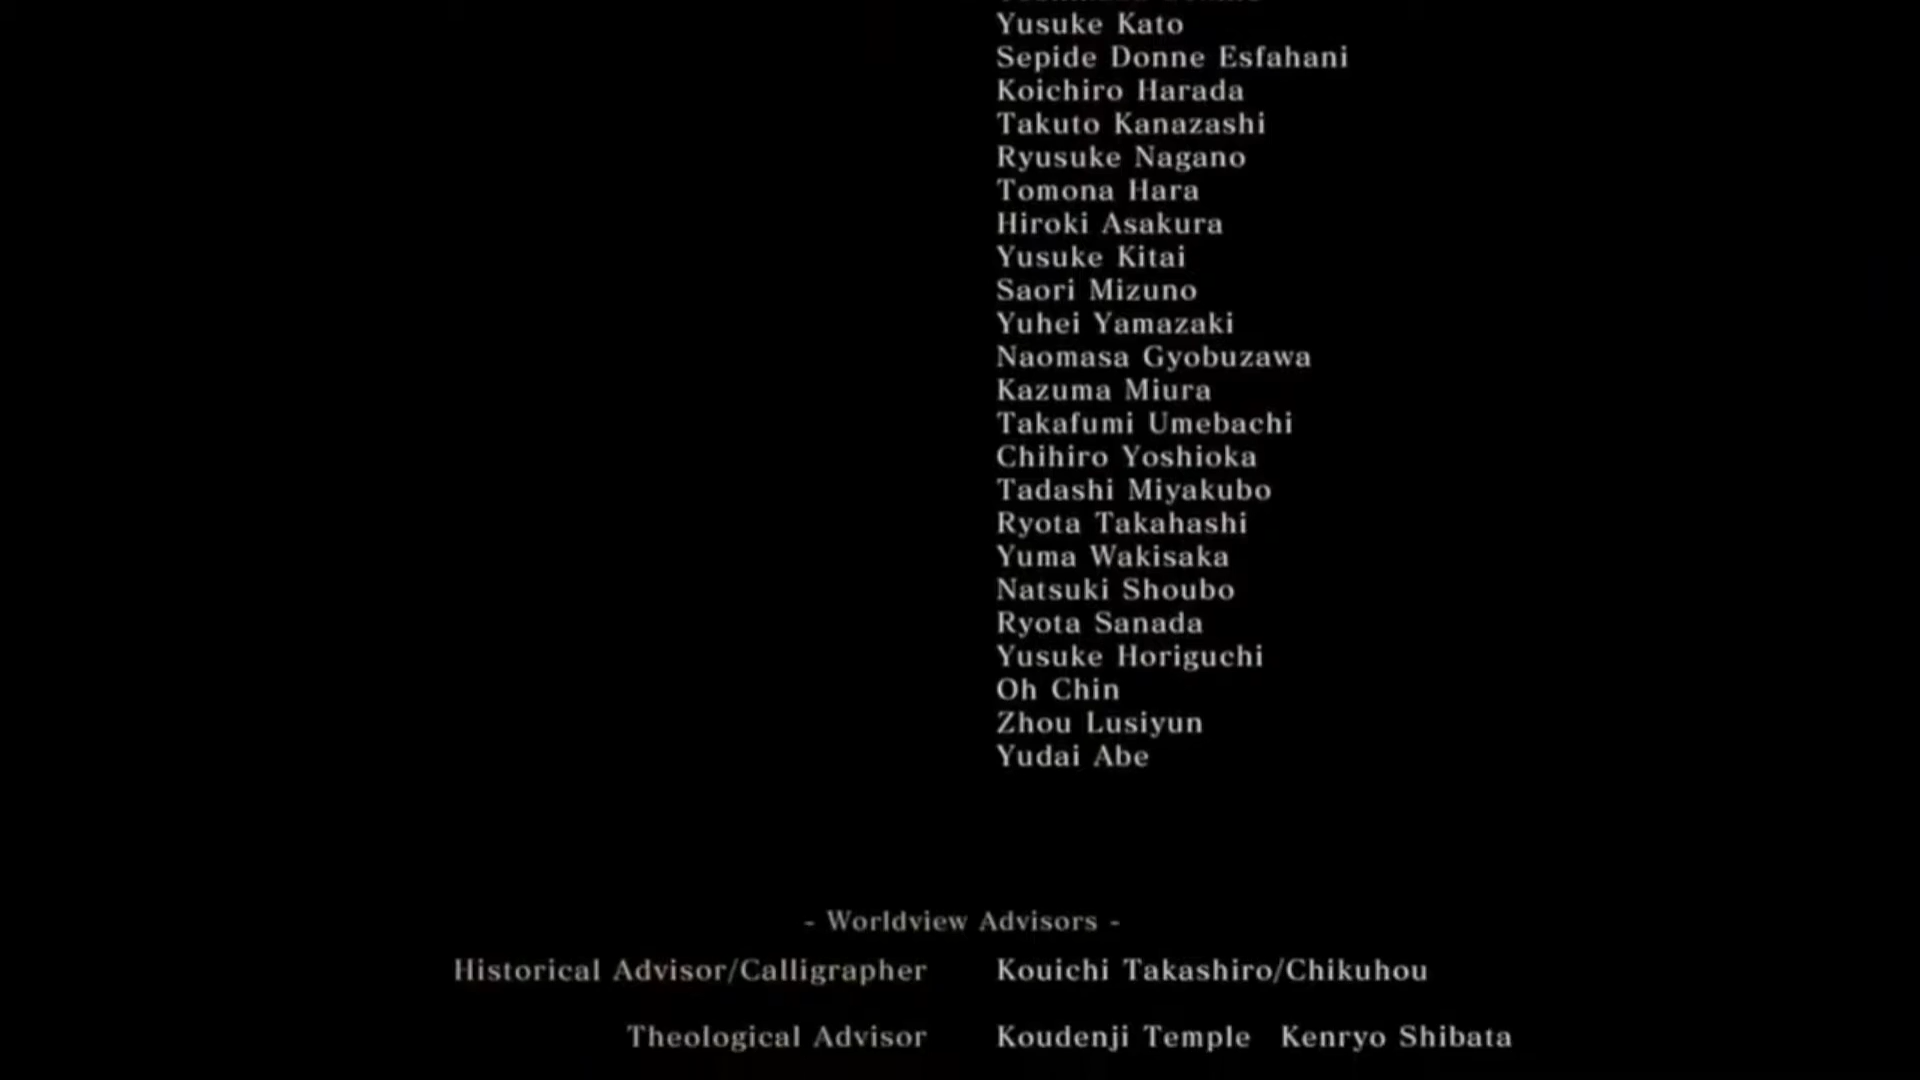 Yusuke Kato
Sepide Donne Esfahani
Koichiro Harada
Takuto Kanazashi
Ryusuke Nagano
Tomona Hara
Hiroki Asakura
Yusuke Kitai
Saori Mizuno
Yuhei Yamazaki
Naomasa Gyobuzawa
Kazuma Miura
Takafumi Umebachi
Chihiro Yoshioka
Tadashi Miyakubo
Ryota Takahashi
Yuma Wakisaka
Natsuki Shoubo
Ryota Sanada
Yusuke Horiguchi
Oh Chin
Zhou Lusiyun
Yudai Abe
- Worldview Advisors -
Historical Advisor/Calligrapher Kouichi Takashiro/Chikuhou
Theological Advisor Koudenji Temple Kenryo Shibata